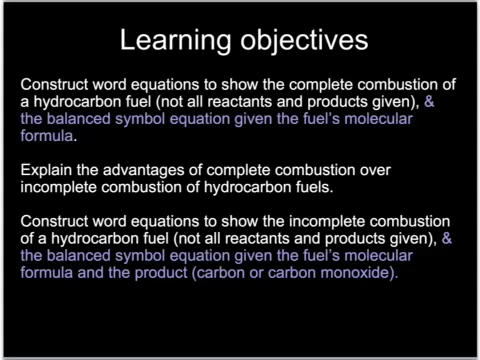 Learning objectives
Construct word equations to show the complete combustion of
a hydrocarbon fuel (not all reactants and products given), &
the balanced symbol equation given the fuel's molecular
formula.
Explain the advantages of complete combustion over
incomplete combustion of hydrocarbon fuels.
Construct word equations to show the incomplete combustion
of a hydrocarbon fuel (not all reactants and products given), &
the balanced symbol equation given the fuel's molecular
formula and the product (carbon or carbon monoxide).